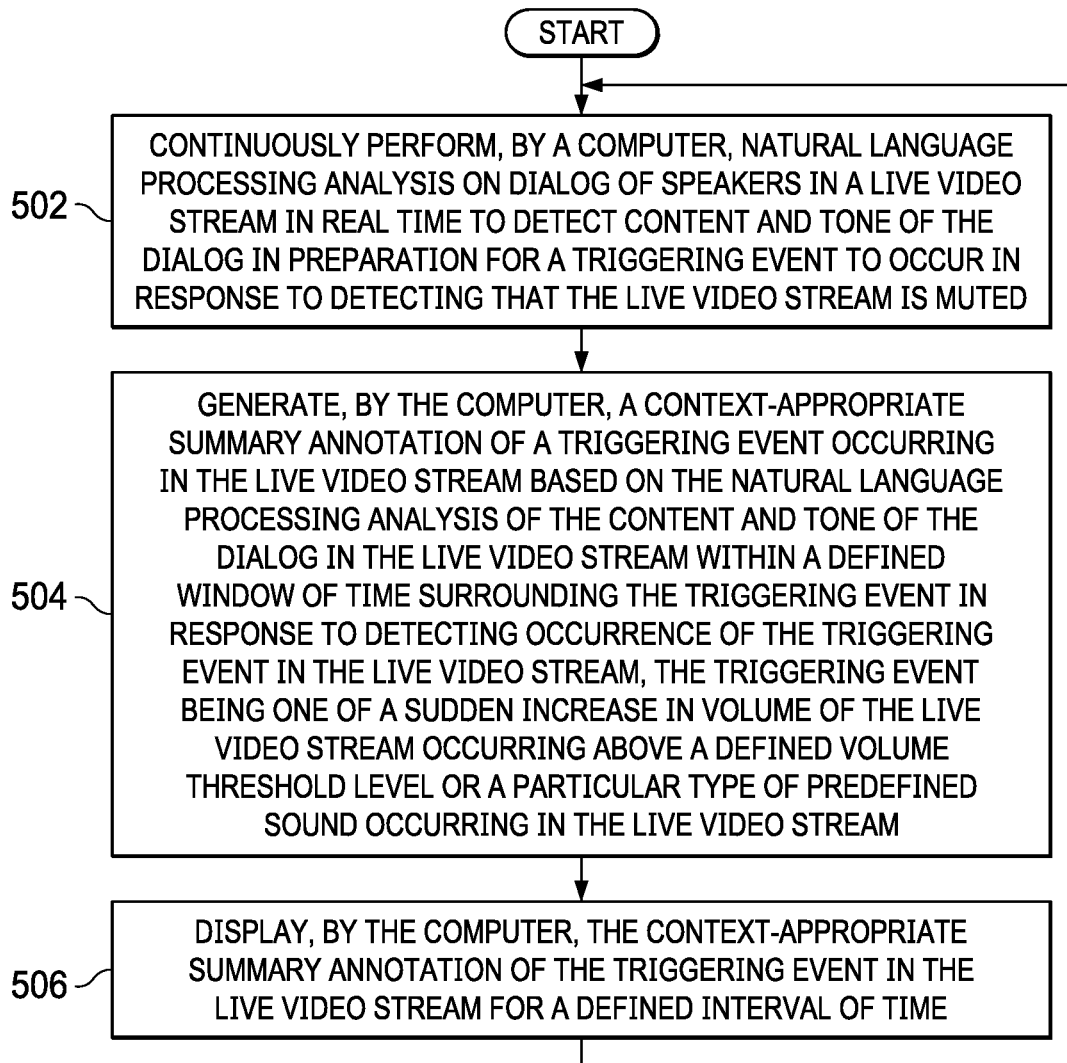 START
502
CONTINUOUSLY PERFORM, BY A COMPUTER, NATURAL LANGUAGE
PROCESSING ANALYSIS ON DIALOG OF SPEAKERS IN A LIVE VIDEO
STREAM IN REAL TIME TO DETECT CONTENT AND TONE OF THE
DIALOG IN PREPARATION FOR A TRIGGERING EVENT TO OCCUR IN
RESPONSE TO DETECTING THAT THE LIVE VIDEO STREAM IS MUTED
504
GENERATE, BY THE COMPUTER, A CONTEXT-APPROPRIATE
SUMMARY ANNOTATION OF A TRIGGERING EVENT OCCURRING
IN THE LIVE VIDEO STREAM BASED ON THE NATURAL LANGUAGE
PROCESSING ANALYSIS OF THE CONTENT AND TONE OF THE
DIALOG IN THE LIVE VIDEO STREAM WITHIN A DEFINED
WINDOW OF TIME SURROUNDING THE TRIGGERING EVENT IN
RESPONSE TO DETECTING OCCURRENCE OF THE TRIGGERING
EVENT IN THE LIVE VIDEO STREAM, THE TRIGGERING EVENT
BEING ONE OF A SUDDEN INCREASE IN VOLUME OF THE LIVE
VIDEO STREAM OCCURRING ABOVE A DEFINED VOLUME
THRESHOLD LEVEL OR A PARTICULAR TYPE OF PREDEFINED
SOUND OCCURRING IN THE LIVE VIDEO STREAM
506
DISPLAY, BY THE COMPUTER, THE CONTEXT-APPROPRIATE
SUMMARY ANNOTATION OF THE TRIGGERING EVENT IN THE
LIVE VIDEO STREAM FOR A DEFINED INTERVAL OF TIME